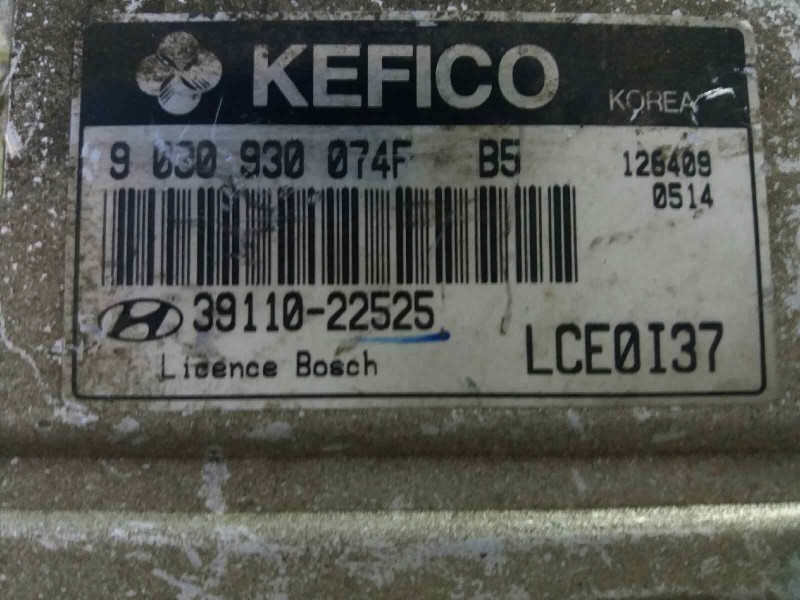 KEFICO KOREA
9 030 930 074F B5 126409
0514
39110-22525
Licence Bosch LCE0I37